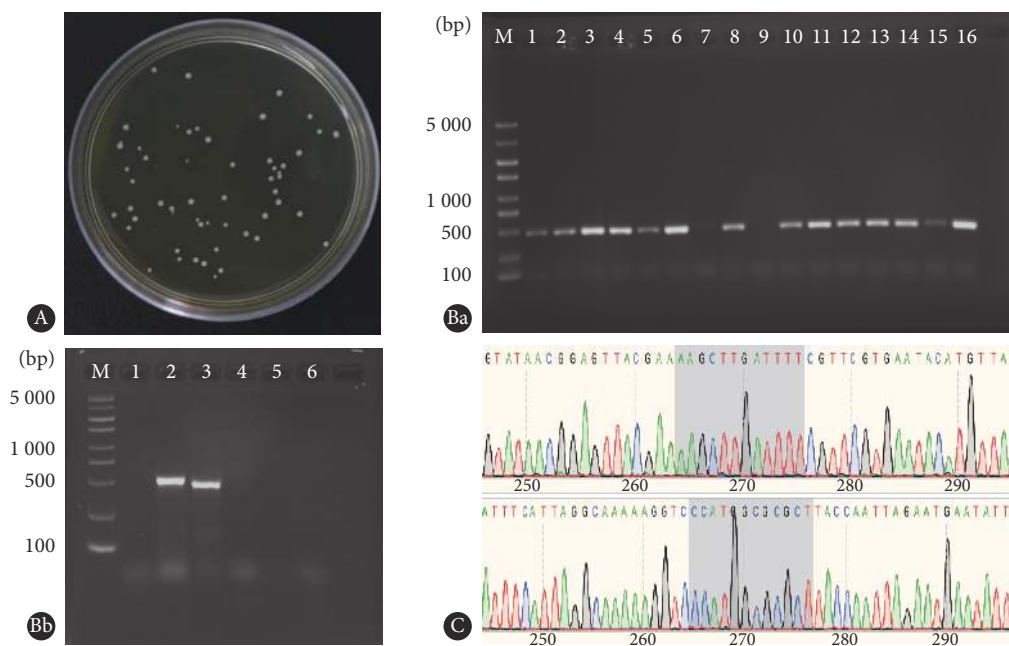 A
(bp)
M 1 2 3 4 5 6 7 8 9 10 11 12 13 14 15 16
5 000
1 000
500
100
Ba
(bp)
M 1 2 3 4 5 6
5 000
1 000
500
100
Bb
GTATAACGGAGTTACGAAAAGCTTGATTTTCGTTCGTGAATACATGTTA
250 260 270 280 290
ATTTCATTAGGCAAAAAGGTCCCATGGCGCGCTTACCAATTAGAATGAATATT
250 260 270 280 290
C